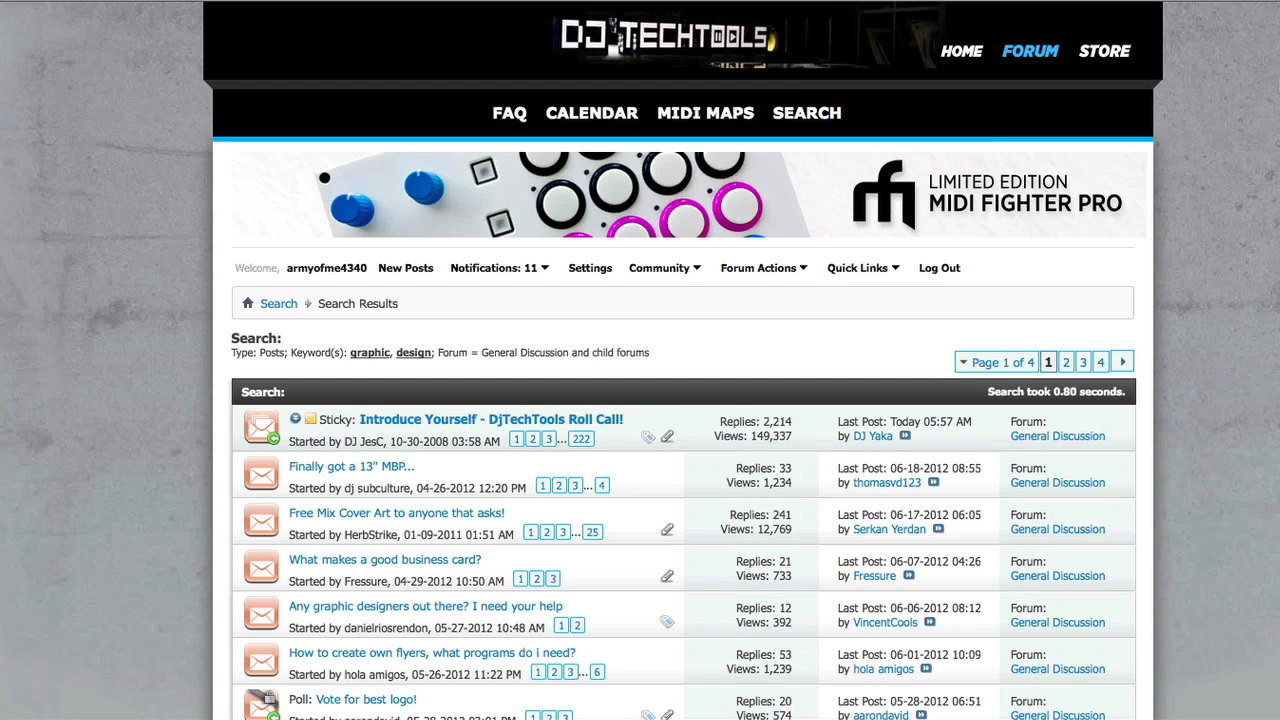 DJ TECHTOOLS
HOME FORUM STORE
FAQ CALENDAR MIDI MAPS SEARCH
LIMITED EDITION
MIDI FIGHTER PRO
Welcome, armyofme4340 New Posts Notifications: 11 Settings Community Forum Actions Quick Links Log Out
Search Search Results
Search:
Type: Posts; Keyword(s): graphic, design; Forum = General Discussion and child forums
Page 1 of 4 1 2 3 4
Search: Search took 0.80 seconds.
Sticky: Introduce Yourself - DjTechTools Roll Call! Replies: 2,214 Last Post: Today 05:57 AM Forum:
Started by DJ JesC, 10-30-2008 03:58 AM 1 2 3 ... 222 Views: 149,337 by DJ Yaka General Discussion
Finally got a 13" MBP... Replies: 33 Last Post: 06-18-2012 08:55 Forum:
Started by dj subculture, 04-26-2012 12:20 PM 1 2 3 ... 4 Views: 1,234 by thomasvd123 General Discussion
Free Mix Cover Art to anyone that asks! Replies: 241 Last Post: 06-17-2012 06:05 Forum:
Started by HerbStrike, 01-09-2011 01:51 AM 1 2 3 ... 25 Views: 12,769 by Serkan Yerdan General Discussion
What makes a good business card? Replies: 21 Last Post: 06-07-2012 04:26 Forum:
Started by Fressure, 04-29-2012 10:50 AM 1 2 3 Views: 733 by Fressure General Discussion
Any graphic designers out there? I need your help Replies: 12 Last Post: 06-06-2012 08:12 Forum:
Started by danielriosrendon, 05-27-2012 10:48 AM 1 2 Views: 392 by VincentCools General Discussion
How to create own flyers, what programs do i need? Replies: 53 Last Post: 06-01-2012 10:09 Forum:
Started by hola amigos, 05-26-2012 11:22 PM 1 2 3 ... 6 Views: 1,239 by hola amigos General Discussion
Poll: Vote for best logo! Replies: 20 Last Post: 05-28-2012 06:51 Forum:
Started by aarondavid, 1 2 3 Views: 574 by aarondavid General Discussion